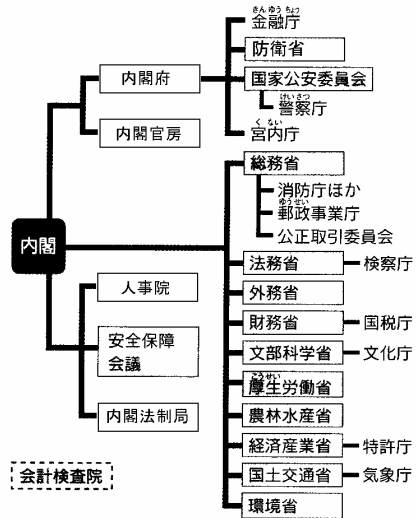 きんゆうちょう
金融庁
防衛省
内閣府
国家公安委員会
けいさつ
警察庁
内閣官房
くない
宮内庁
総務省
消防庁ほか
ゆうせい
郵政事業庁
公正取引委員会
内閣
法務省
検察庁
人事院
外務省
財務省
国税庁
安全保障
会議
文部科学省
文化庁
こうせい
厚生労働省
内閣法制局
農林水産省
経済産業省
特許庁
会計検査院
国土交通省
気象庁
環境省